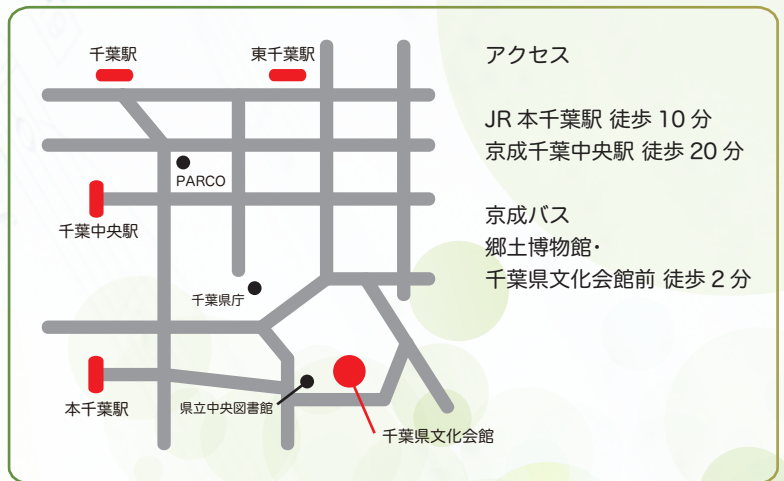 千葉駅
東千葉駅
PARCO
千葉中央駅
千葉県庁
本千葉駅
県立中央図書館
千葉県文化会館
アクセス
JR 本千葉駅 徒歩 10 分
京成千葉中央駅 徒歩 20 分
京成バス
郷土博物館・
千葉県文化会館前 徒歩 2 分